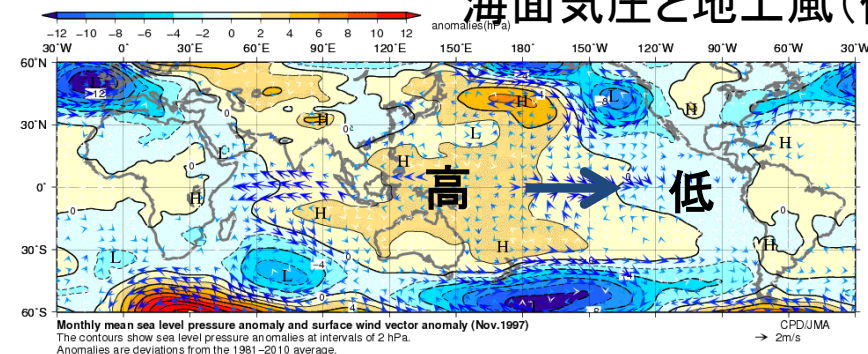 海面気圧と地上風(
anomalies(hPa)
−12 −10 −8 −6 −4 −2 0 2 4 6 8 10 12
30°W 0° 30°E 60°E 90°E 120°E 150°E 180° 150°W 120°W 90°W 60°W 30°W
60°N
30°N
0°
30°S
60°S
高
低
Monthly mean sea level pressure anomaly and surface wind vector anomaly (Nov.1997)
The contours show sea level pressure anomalies at intervals of 2 hPa.
Anomalies are deviations from the 1981−2010 average.
CPD/JMA
2m/s